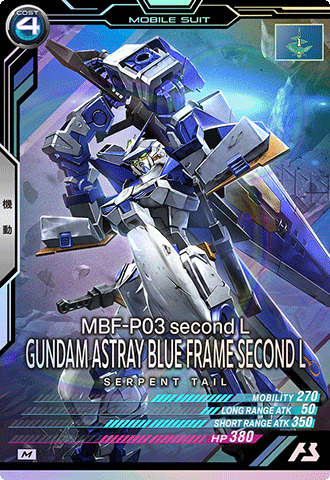 COST
4
MOBILE SUIT
1
機動
MBF-P03 second L
GUNDAM ASTRAY BLUE FRAME SECOND L
SERPENT TAIL
MOBILITY 270
LONG RANGE ATK 50
SHORT RANGE ATK 350
HP 380
M